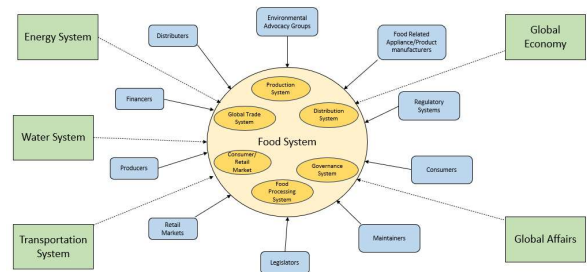 Energy System
Distributers
Environmental
Advocacy Groups
Food Related
Appliance/Product
manufacturers
Global
Economy
Production
System
Financers
Global Trade
System
Distribution
System
Regulatory
Systems
Water System
Food System
Producers
Consumer/
Retail
Market
Governance
System
Consumers
Food
Processing
System
Transportation
System
Retail
Markets
Legislators
Maintainers
Global Affairs